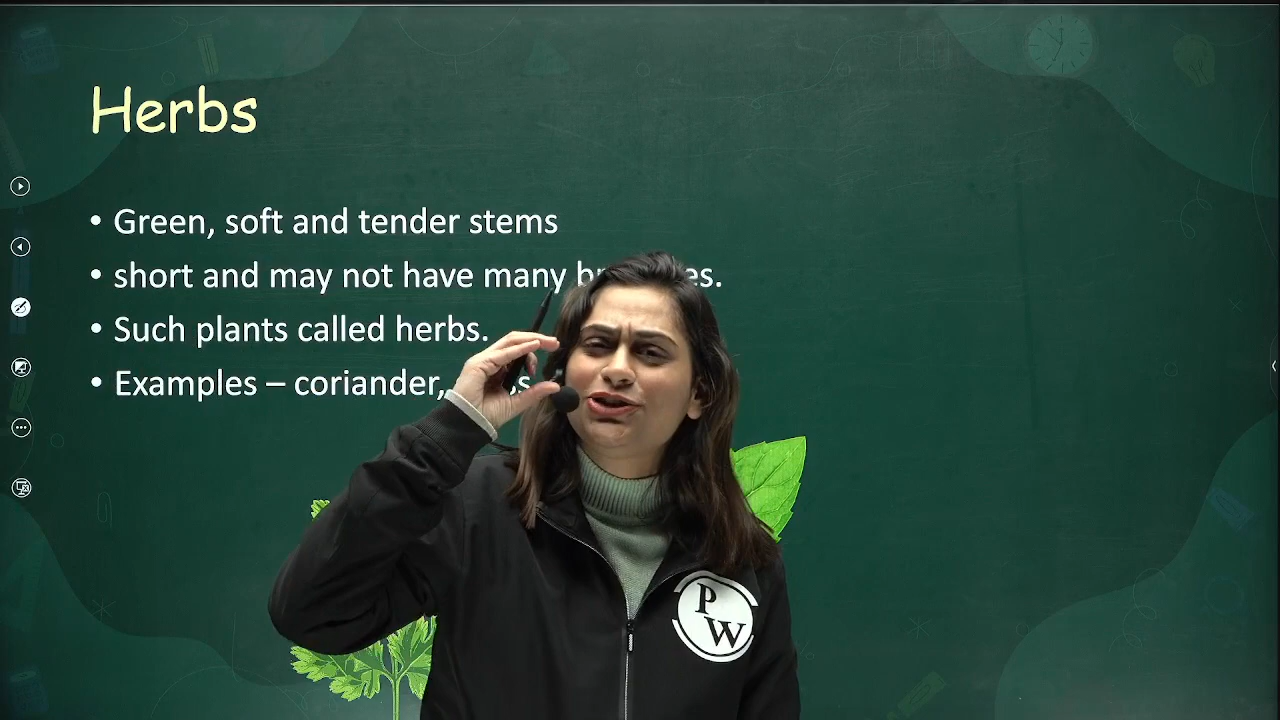 Herbs
• Green, soft and tender stems
• short and may not have many
• Such plants called herbs.
• Examples – coriander,
P
W